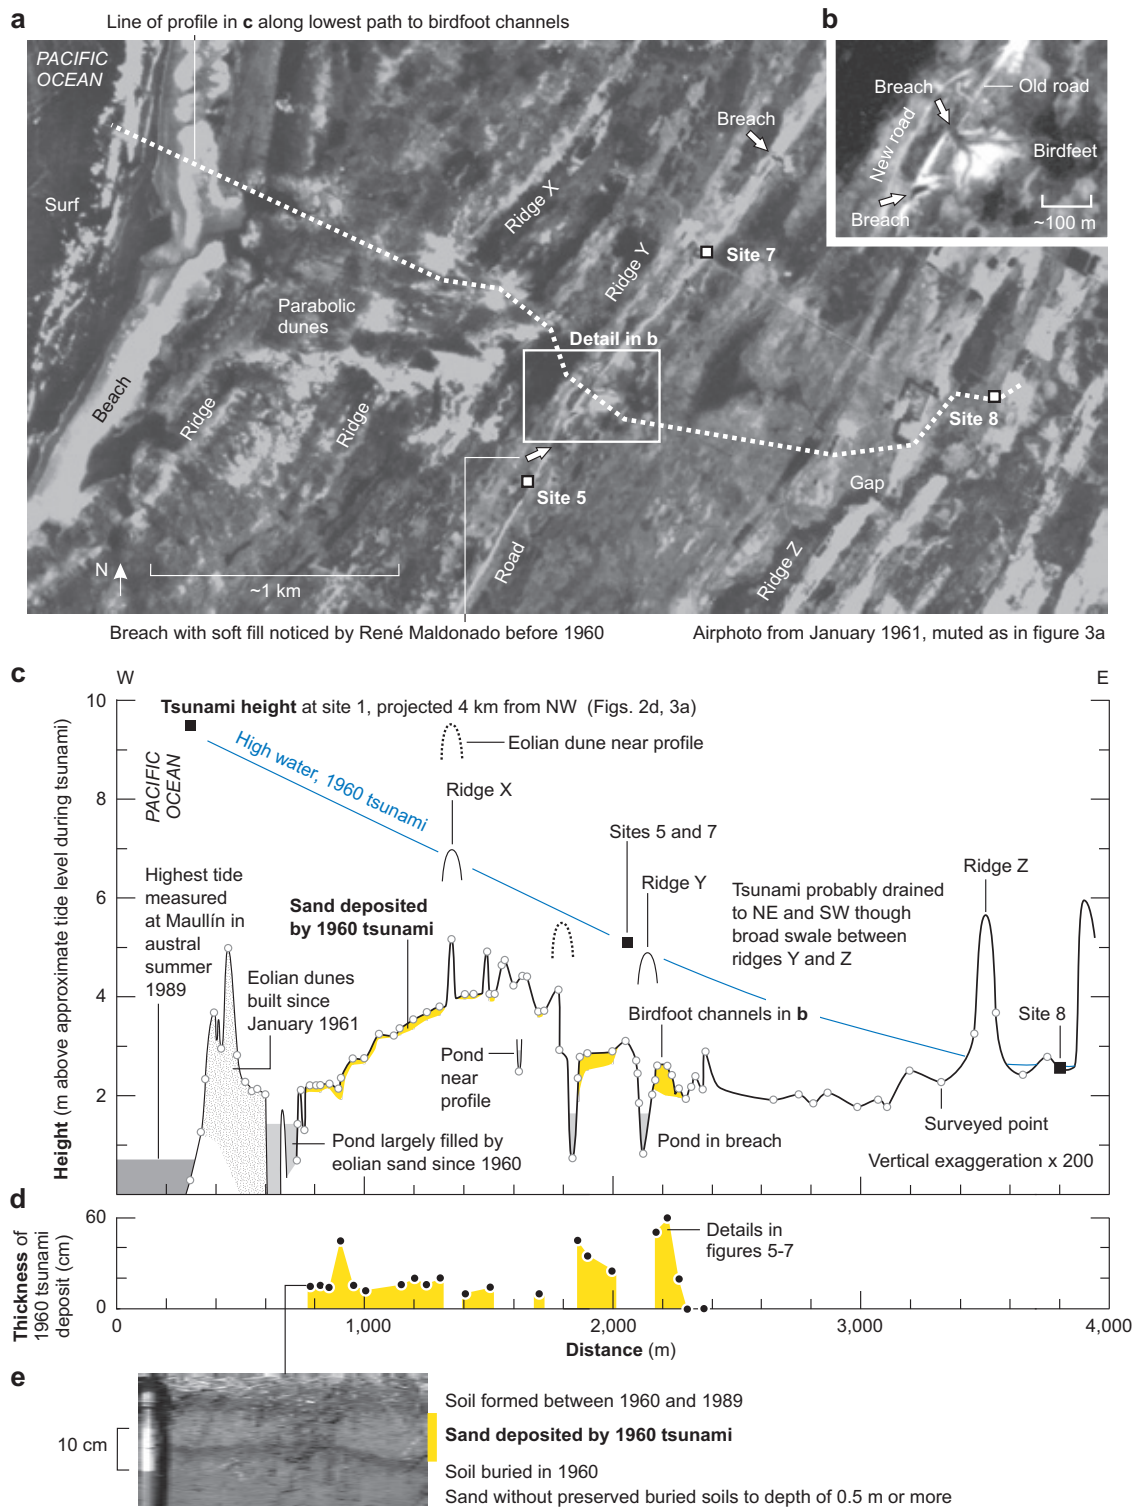 a
Line of profile in c along lowest path to birdfoot channels
b
PACIFIC
OCEAN
Surf
Beach
Ridge
Ridge
Parabolic
dunes
Ridge X
Ridge Y
Breach
Site 7
Detail in b
Site 8
Site 5
Gap
Ridge Z
Road
N
~1 km
Breach
Old road
New road
Birdfeet
Breach
~100 m
Breach with soft fill noticed by René Maldonado before 1960
Airphoto from January 1961, muted as in figure 3a
c
W
E
10
8
6
4
2
Height (m above approximate tide level during tsunami)
Tsunami height at site 1, projected 4 km from NW (Figs. 2d, 3a)
PACIFIC
OCEAN
High water, 1960 tsunami
Eolian dune near profile
Ridge X
Sites 5 and 7
Ridge Y
Ridge Z
Highest tide
measured
at Maullín in
austral
summer
1989
Sand deposited
by 1960 tsunami
Tsunami probably drained
to NE and SW though
broad swale between
ridges Y and Z
Eolian dunes
built since
January 1961
Birdfoot channels in b
Site 8
Pond
near
profile
Pond largely filled by
eolian sand since 1960
Pond in breach
Surveyed point
Vertical exaggeration x 200
d
60
0
Thickness of
1960 tsunami
deposit (cm)
Details in
figures 5-7
0
1,000
2,000
3,000
4,000
Distance (m)
e
10 cm
Soil formed between 1960 and 1989
Sand deposited by 1960 tsunami
Soil buried in 1960
Sand without preserved buried soils to depth of 0.5 m or more